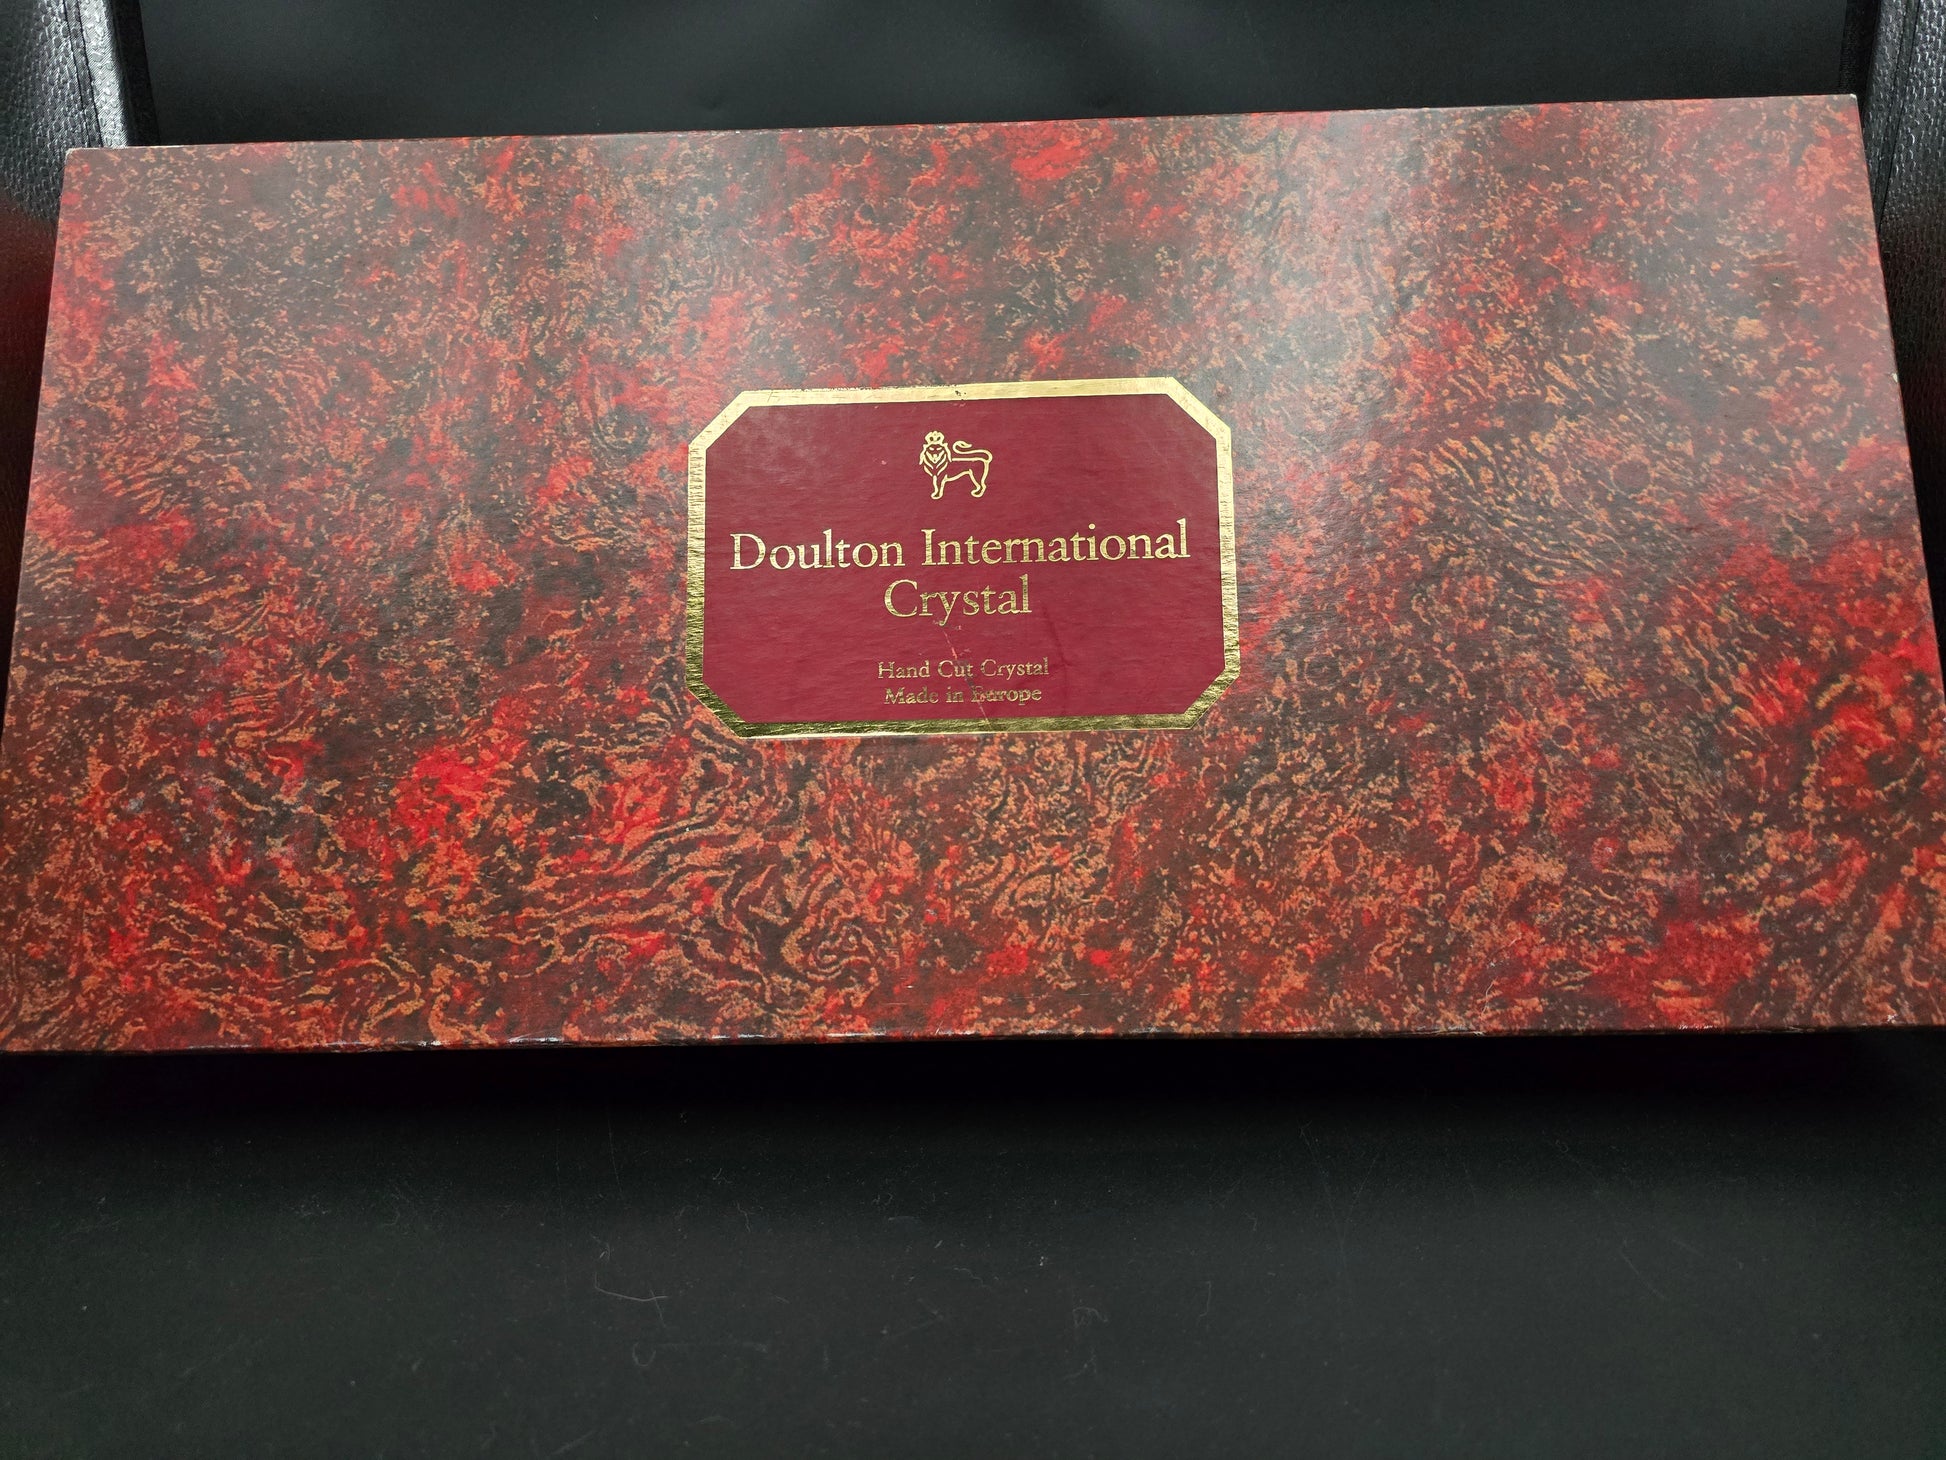 Doulton International
Crystal
Hand Cut Crystal
Made in Europe